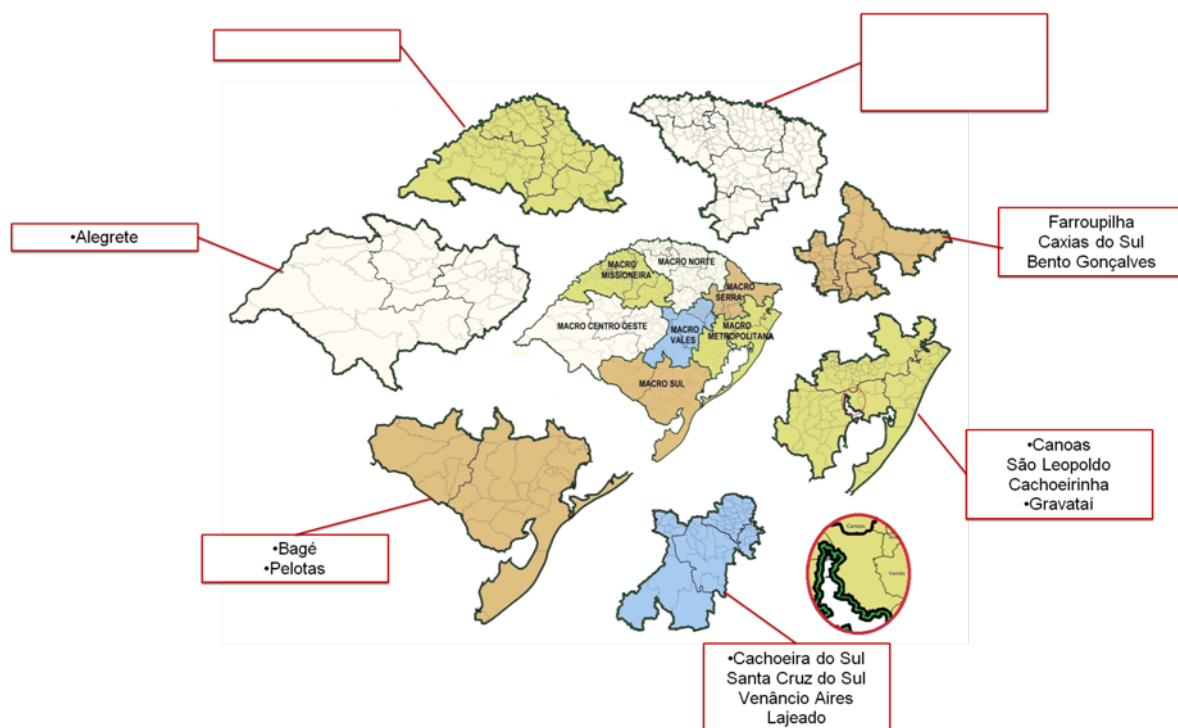 •Alegrete
Farroupilha
Caxias do Sul
Bento Gonçalves
MACRO
MISSIONEIRA
MACRO NORTE
MACRO
SERRA
MACRO CENTRO OESTE
MACRO
VALES
MACRO
METROPOLITANA
MACRO SUL
•Canoas
São Leopoldo
Cachoeirinha
•Gravataí
•Bagé
•Pelotas
Canoas
Viamão
•Cachoeira do Sul
Santa Cruz do Sul
Venâncio Aires
Lajeado